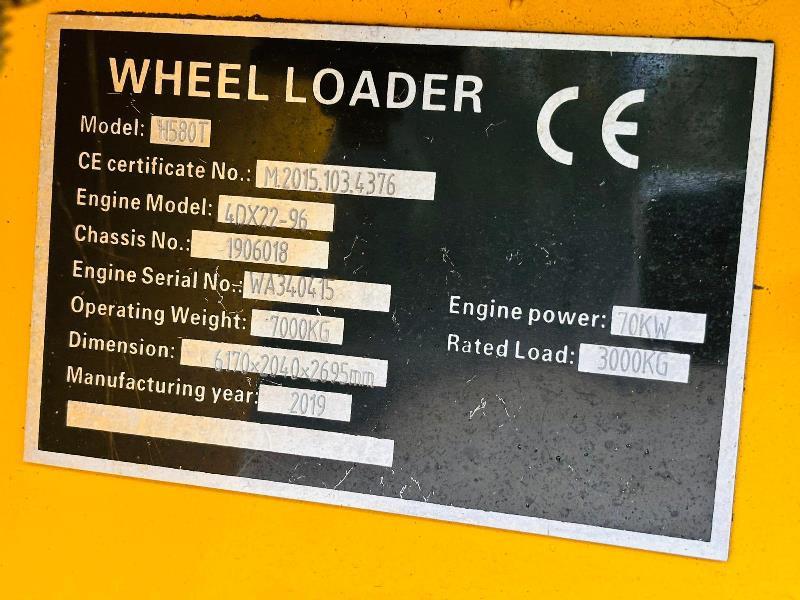 WHEEL LOADER
CE
Model: H580T
CE certificate No.: M.2015.103.4376
Engine Model: 4DX22-96
Chassis No.: 1906018
Engine Serial No.: WA340415
Operating Weight: 7000KG
Engine power: 70KW
Dimension: 6170×2040×2695mm
Rated Load: 3000KG
Manufacturing year: 2019